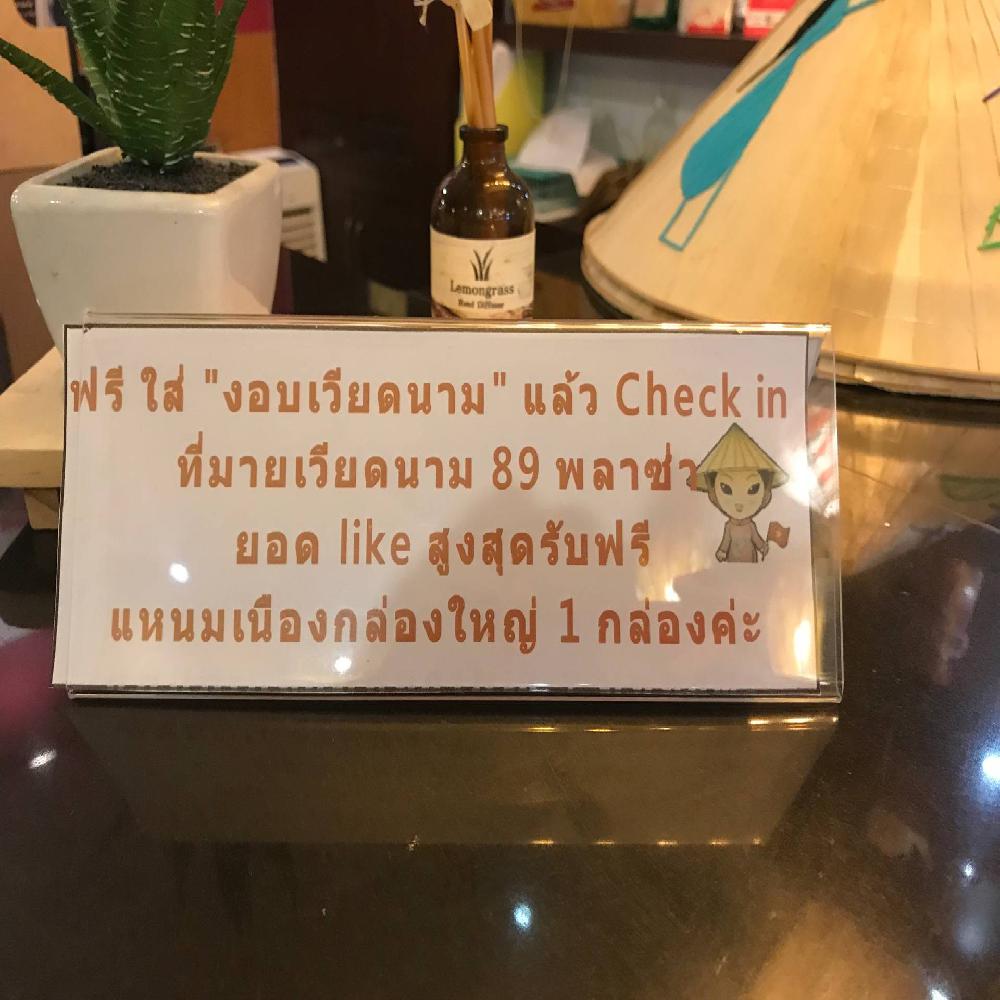 Lemongrass
Reed Diffuser
ฟรี ใส่ "งอบเวียดนาม" แล้ว Check in
ที่มายเวียดนาม 89 พลาซ่า
ยอด like สูงสุดรับฟรี
แหนมเนืองกล่องใหญ่ 1 กล่องค่ะ